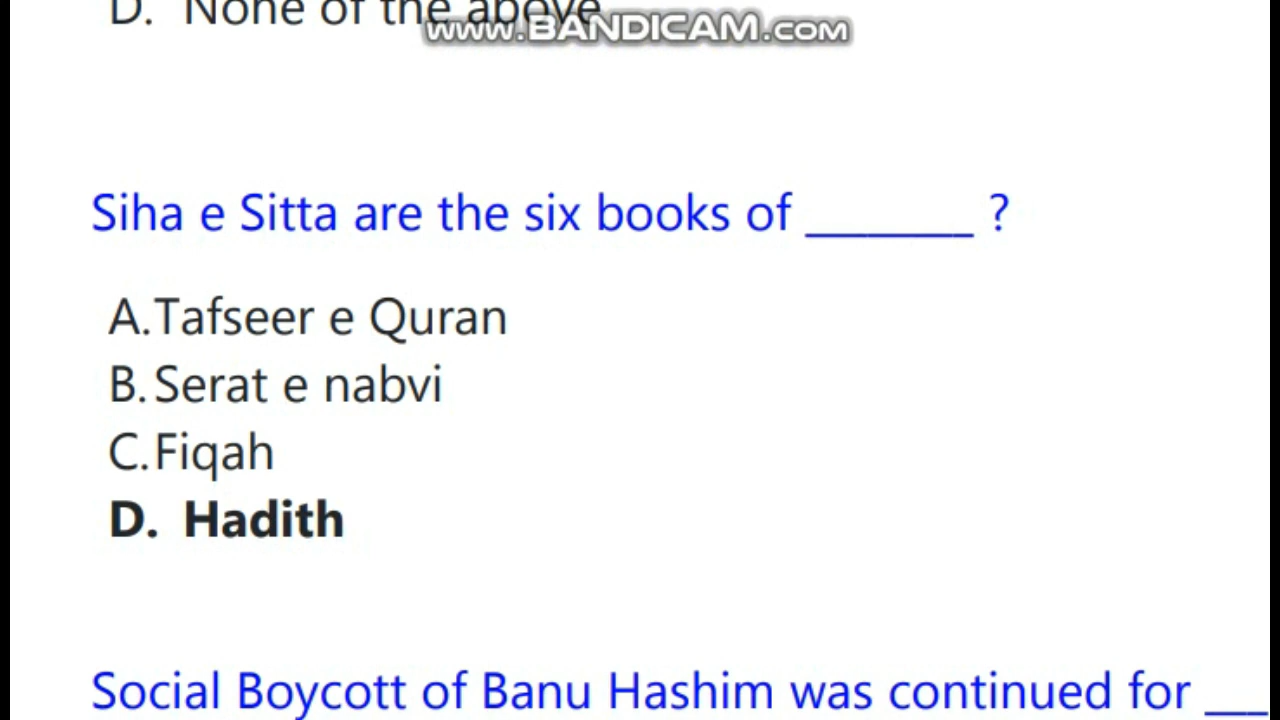 D. None of the above
www.BANDICAM.com
Siha e Sitta are the six books of _______ ?
A.Tafseer e Quran
B.Serat e nabvi
C.Fiqah
D. Hadith
Social Boycott of Banu Hashim was continued for ___